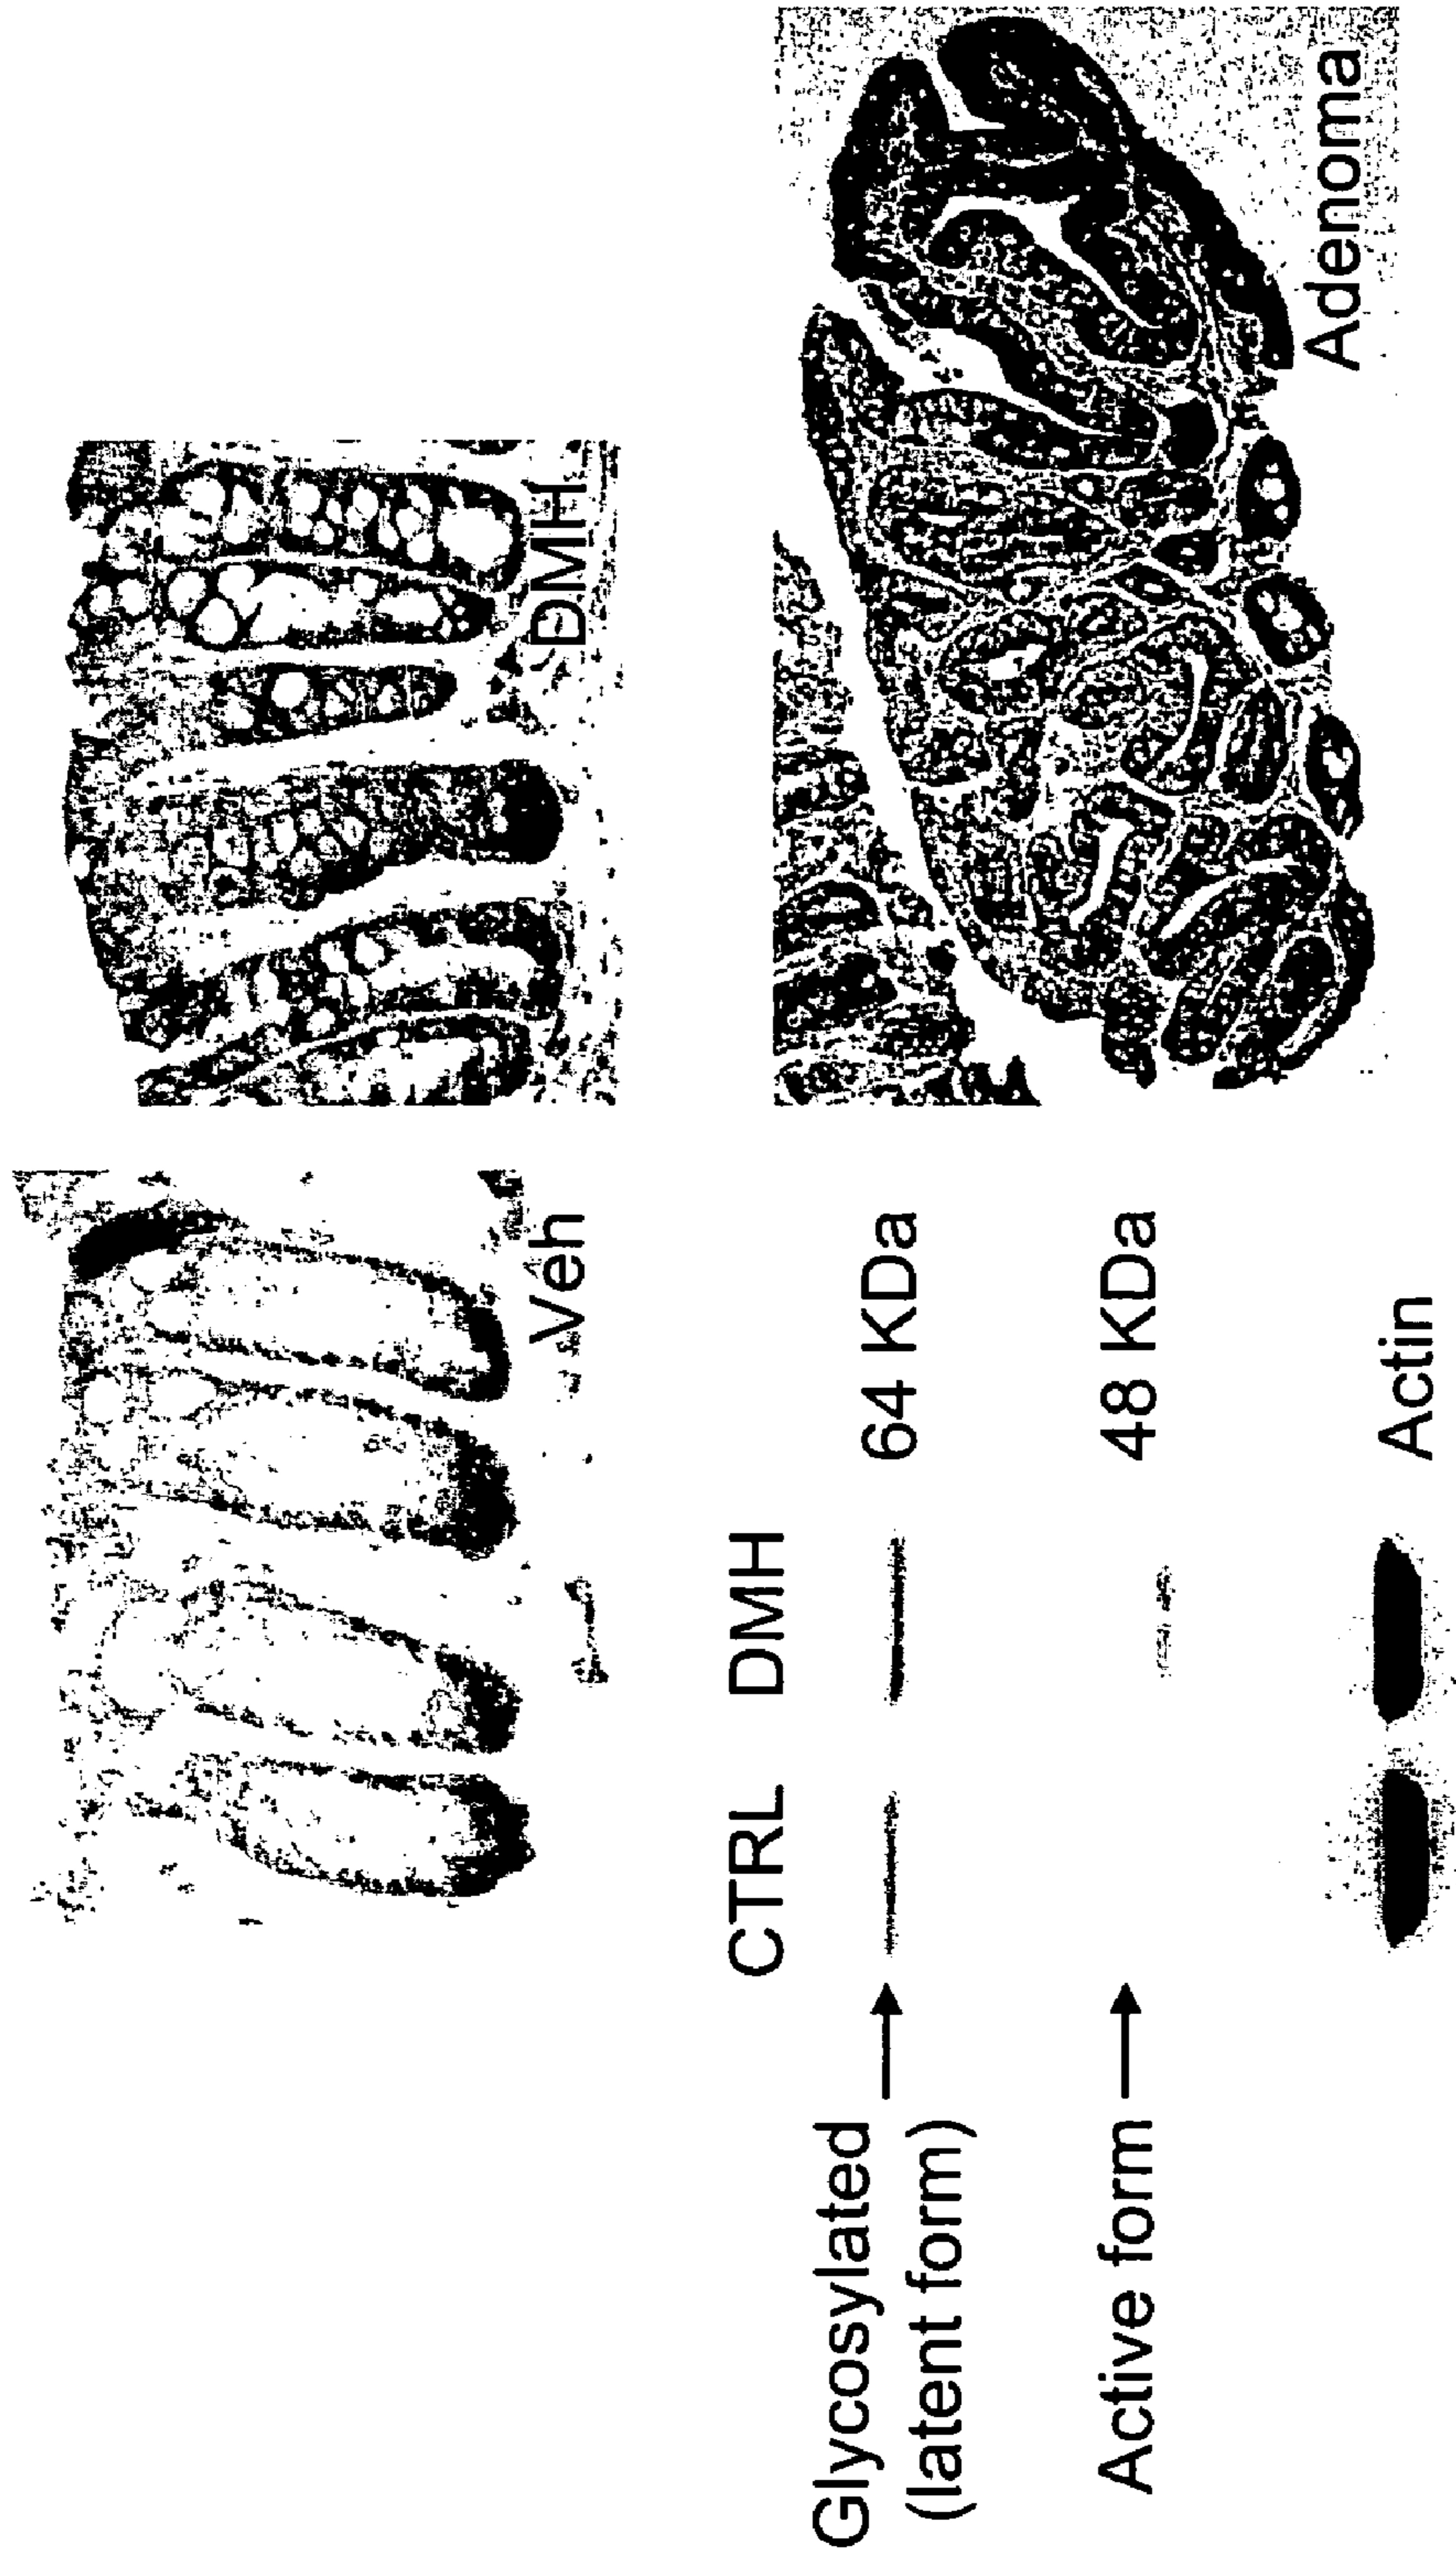 Veh
DMH
CTRL DMH
Glycosylated
(latent form)
64 KDa
Active form
48 KDa
Actin
Adenoma